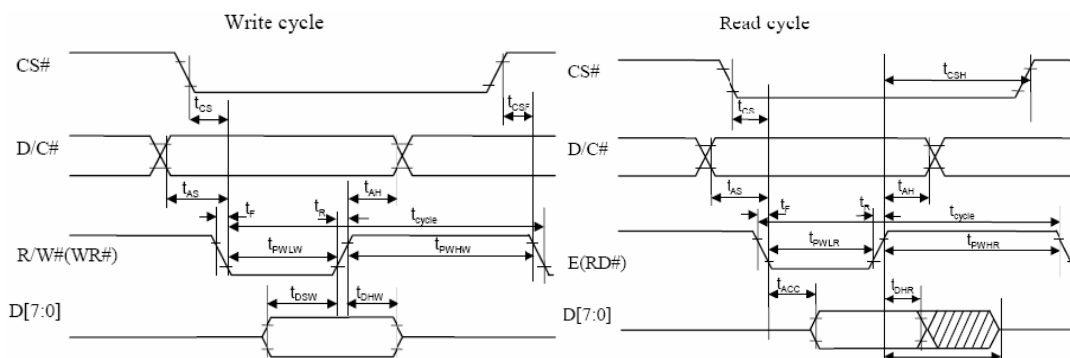 Write cycle
CS#
tCS
tCSF
D/C#
tAS
tAH
tF
tR
tcycle
R/W#(WR#)
tPWLW
tPWHW
tDSW
tDHW
D[7:0]
Read cycle
CS#
tCSH
tCS
D/C#
tAS
tAH
tF
tR
tcycle
E(RD#)
tPWLR
tPWHR
tACC
tDHR
D[7:0]